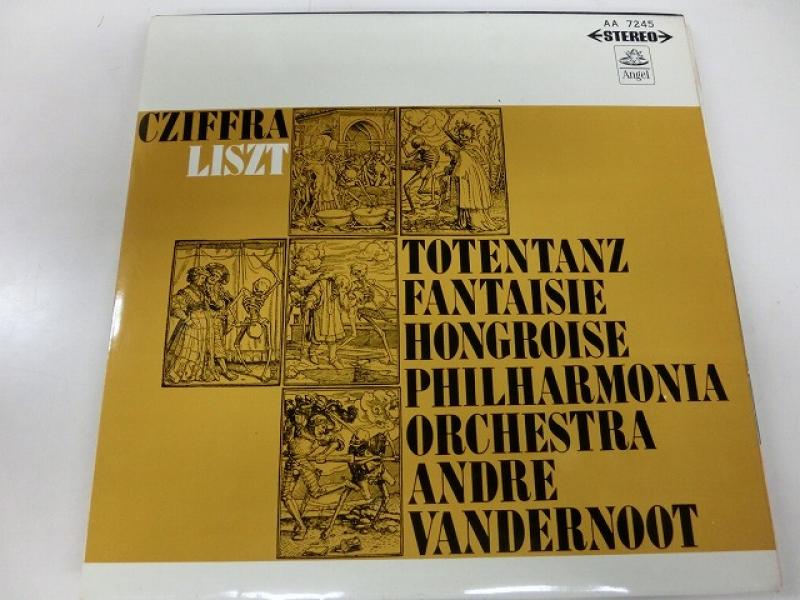 AA 7245
STEREO
Angel
CZIFFRA
LISZT
TOTENTANZ
FANTAISIE
HONGROISE
PHILHARMONIA
ORCHESTRA
ANDRE
VANDERNOOT